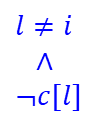 l ≠ i
∧
¬c[l]